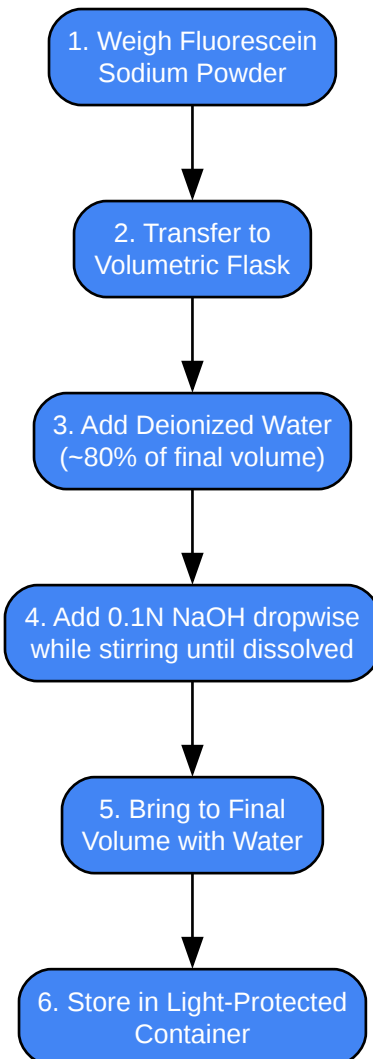 1. Weigh Fluorescein
Sodium Powder
2. Transfer to
Volumetric Flask
3. Add Deionized Water
(~80% of final volume)
4. Add 0.1N NaOH dropwise
while stirring until dissolved
5. Bring to Final
Volume with Water
6. Store in Light-Protected
Container